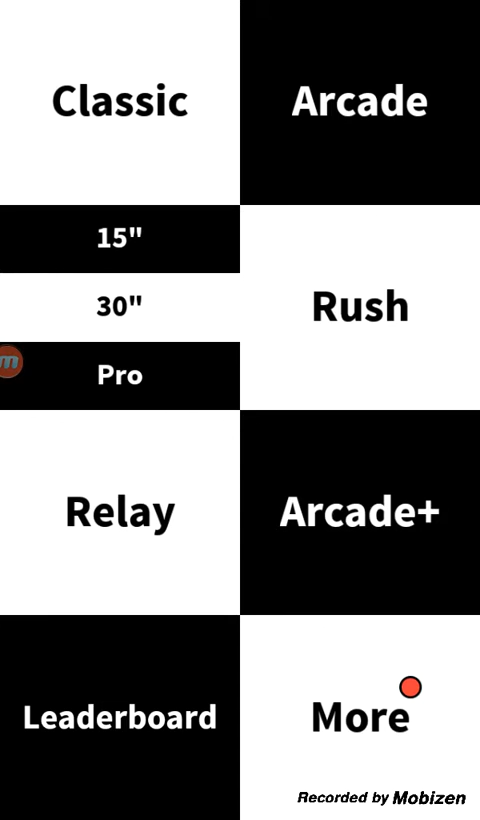 Classic
Arcade
15"
30"
Pro
Rush
Relay
Arcade+
Leaderboard
More
Recorded by Mobizen